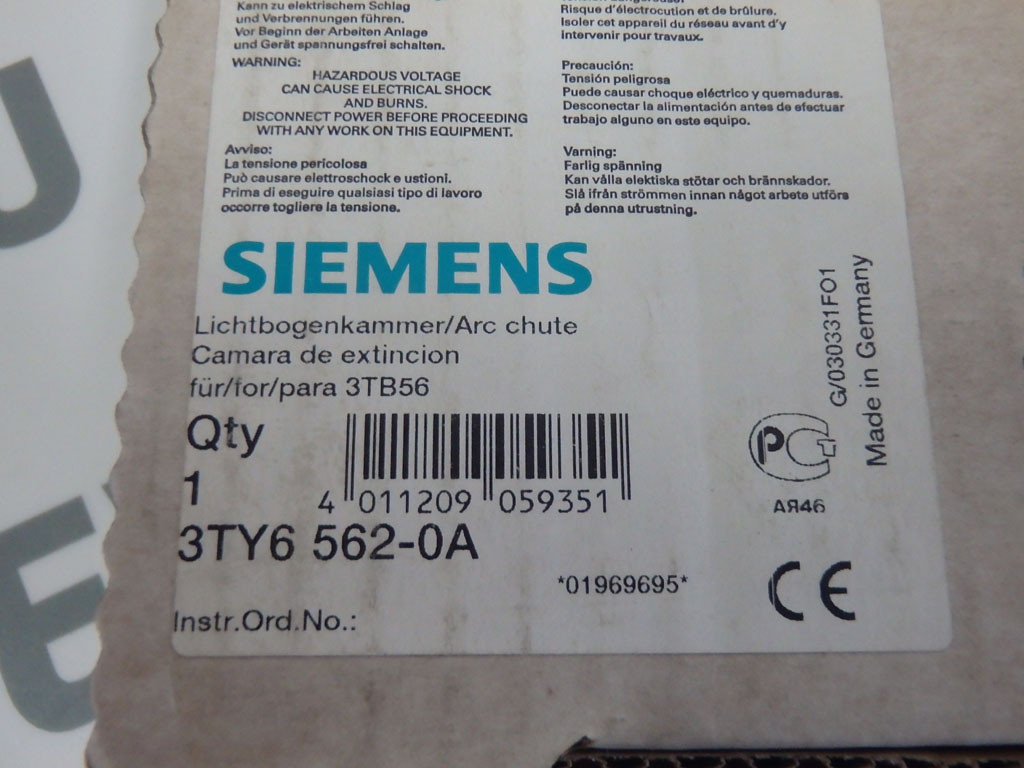 Kann zu elektrischem Schlag
und Verbrennungen führen.
Vor Beginn der Arbeiten Anlage
und Gerät spannungsfrei schalten.
WARNING:
HAZARDOUS VOLTAGE
CAN CAUSE ELECTRICAL SHOCK
AND BURNS.
DISCONNECT POWER BEFORE PROCEEDING
WITH ANY WORK ON THIS EQUIPMENT.
Avviso:
La tensione pericolosa
Può causare elettroschock e ustioni.
Prima di eseguire qualsiasi tipo di lavoro
occorre togliere la tensione.
Risque d'électrocution et de brûlure.
Isoler cet appareil du réseau avant d'y
intervenir pour travaux.
Precaución:
Tensión peligrosa
Puede causar choque eléctrico y quemaduras.
Desconectar la alimentación antes de efectuar
trabajo alguno en este equipo.
Varning:
Farlig spänning
Kan vålla elektiska stötar och brännskador.
Slå ifrån strömmen innan något arbete utförs
på denna utrustning.
SIEMENS
Lichtbogenkammer/Arc chute
Camara de extincion
für/for/para 3TB56
Qty
1
4 011209 059351
3TY6 562-0A
*01969695*
Instr.Ord.No.:
G/030331F01
Made in Germany
АЯ46
CE